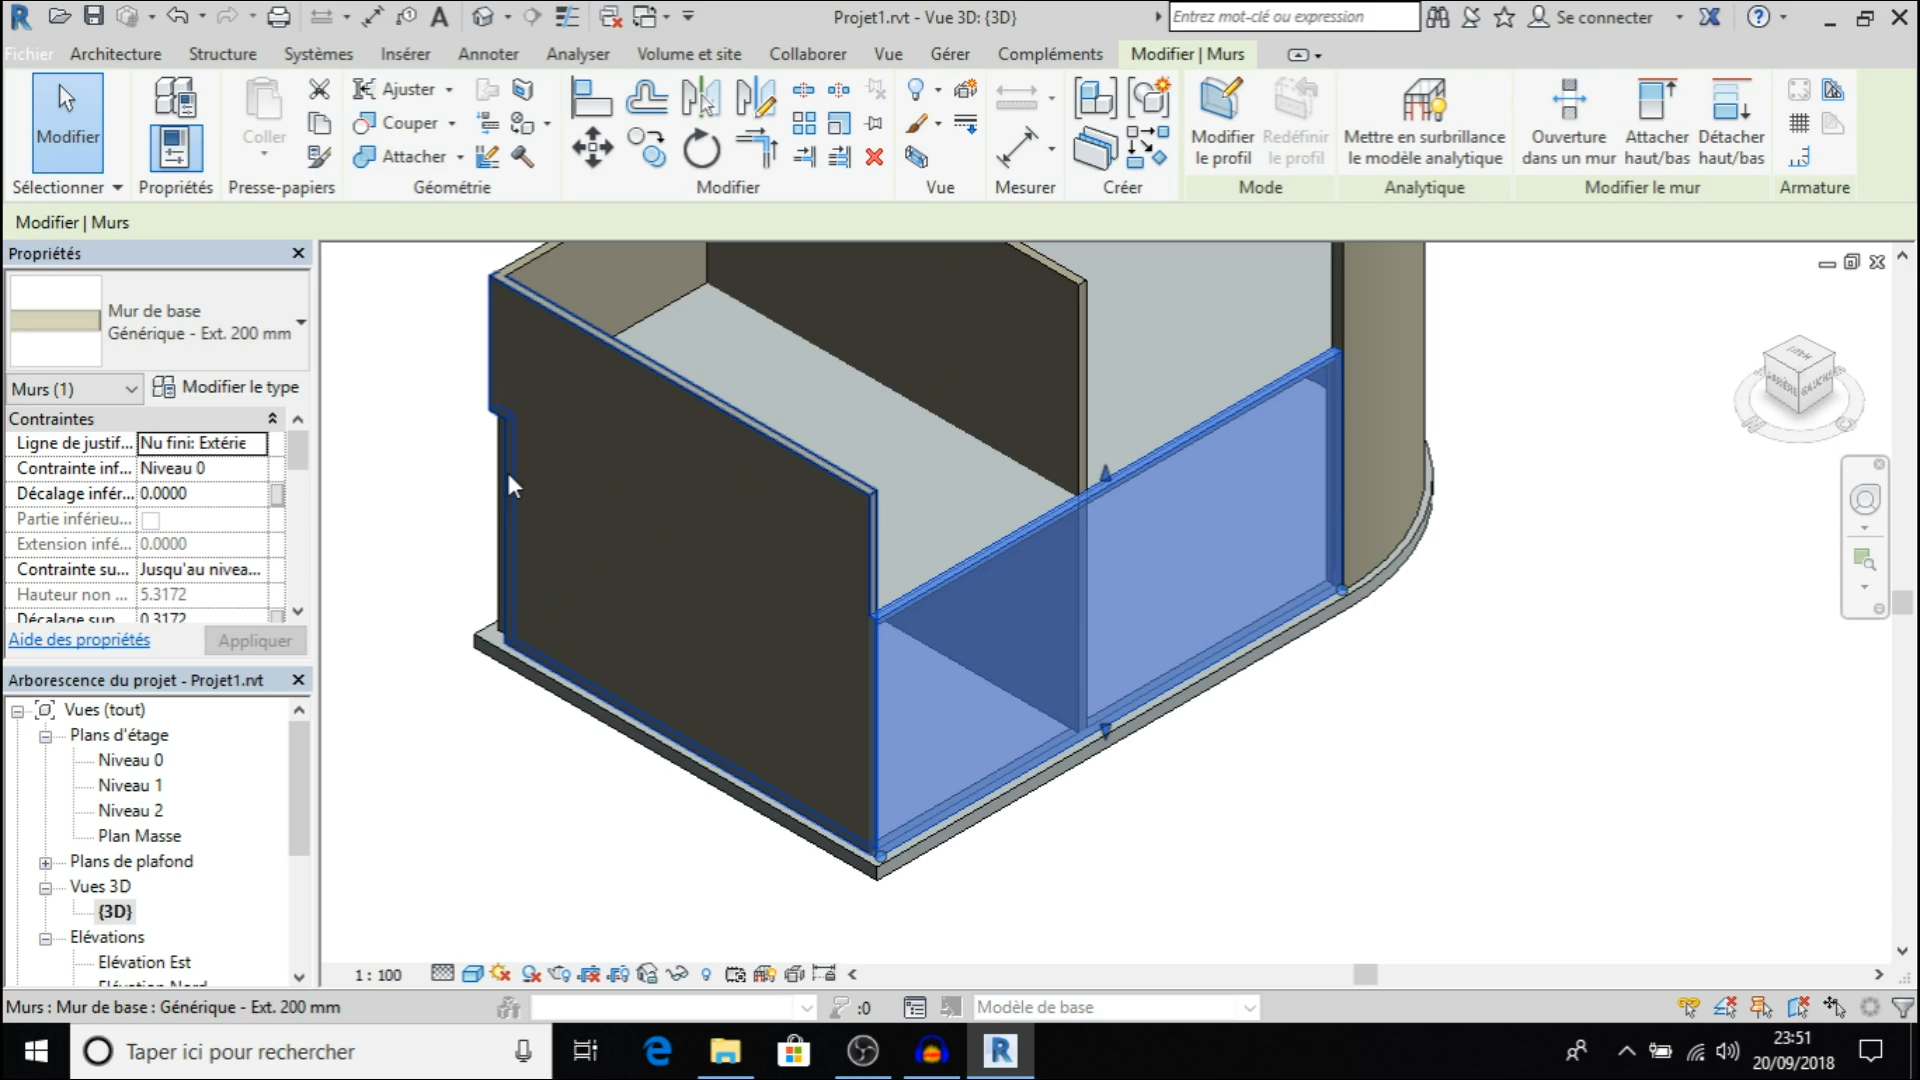 Projet1.rvt - Vue 3D: {3D}
Entrez mot-clé ou expression
Se connecter
Fichier Architecture Structure Systèmes Insérer Annoter Analyser Volume et site Collaborer Vue Gérer Compléments Modifier | Murs
Modifier
Coller
Ajuster
Couper
Attacher
Modifier le profil
Redéfinir le profil
Mettre en surbrillance le modèle analytique
Ouverture dans un mur
Attacher haut/bas
Détacher haut/bas
Sélectionner Propriétés Presse-papiers Géométrie Modifier Vue Mesurer Créer Mode Analytique Modifier le mur Armature
Modifier | Murs
Propriétés
Mur de base
Générique - Ext. 200 mm
Murs (1) Modifier le type
Contraintes
Ligne de justif... Nu fini: Extérie
Contrainte inf... Niveau 0
Décalage infér... 0.0000
Partie inférieu...
Extension infé... 0.0000
Contrainte su... Jusqu'au nivea...
Hauteur non ... 5.3172
Décalage sup 0.3172
Aide des propriétés Appliquer
Arborescence du projet - Projet1.rvt
Vues (tout)
Plans d'étage
Niveau 0
Niveau 1
Niveau 2
Plan Masse
Plans de plafond
Vues 3D
{3D}
Elévations
Elévation Est
Elévation Nord
1 : 100
Murs : Mur de base : Générique - Ext. 200 mm
:0
Modèle de base
Taper ici pour rechercher
23:51
20/09/2018